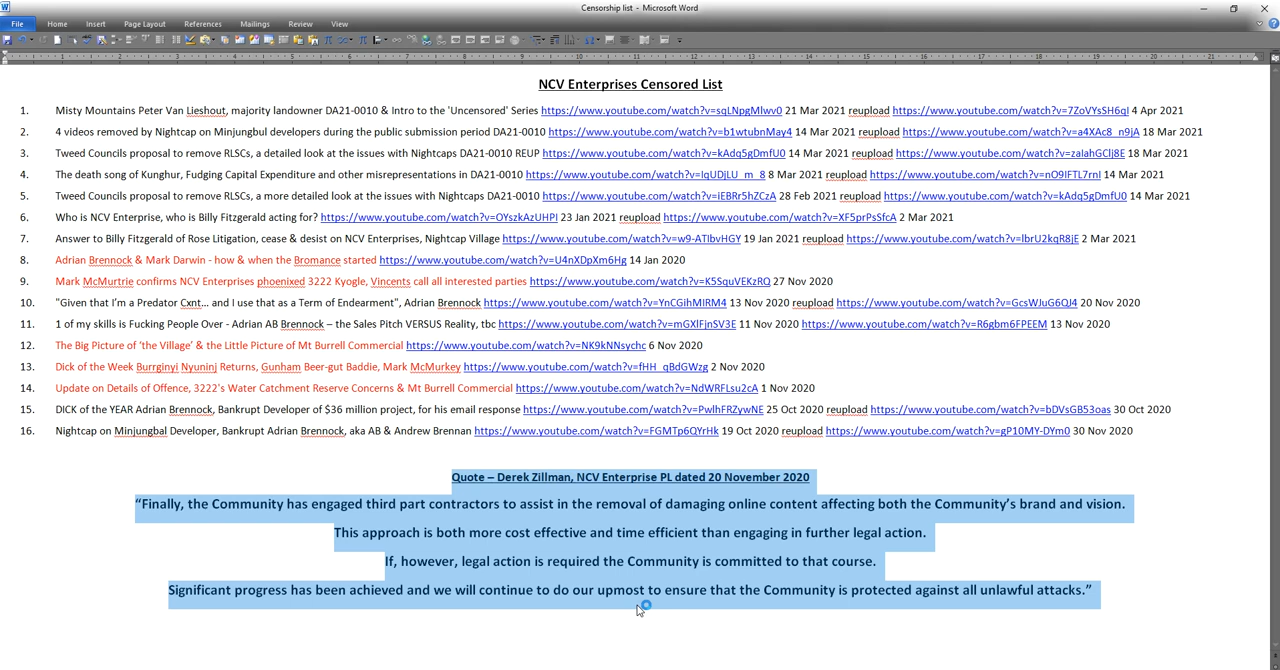 Censorship list - Microsoft Word
File Home Insert Page Layout References Mailings Review View
1 2 3 4 5 6 7 8 9 10 11 12 13 14 15 16 17 18 19 20 21
NCV Enterprises Censored List
1. Misty Mountains Peter Van Lieshout, majority landowner DA21-0010 & Intro to the 'Uncensored' Series https://www.youtube.com/watch?v=sqLNpgMlwv0 21 Mar 2021 reupload https://www.youtube.com/watch?v=7ZoVYsSH6qI 4 Apr 2021
2. 4 videos removed by Nightcap on Minjungbul developers during the public submission period DA21-0010 https://www.youtube.com/watch?v=b1wtubnMay4 14 Mar 2021 reupload https://www.youtube.com/watch?v=a4XAc8_n9jA 18 Mar 2021
3. Tweed Councils proposal to remove RLSCs, a detailed look at the issues with Nightcaps DA21-0010 REUP https://www.youtube.com/watch?v=kAdq5gDmfU0 14 Mar 2021 reupload https://www.youtube.com/watch?v=zaIahGClj8E 18 Mar 2021
4. The death song of Kunghur, Fudging Capital Expenditure and other misrepresentations in DA21-0010 https://www.youtube.com/watch?v=IqUDjLU_m_8 8 Mar 2021 reupload https://www.youtube.com/watch?v=nO9IFTL7rnI 14 Mar 2021
5. Tweed Councils proposal to remove RLSCs, a more detailed look at the issues with Nightcaps DA21-0010 https://www.youtube.com/watch?v=iEBRr5hZCzA 28 Feb 2021 reupload https://www.youtube.com/watch?v=kAdq5gDmfU0 14 Mar 2021
6. Who is NCV Enterprise, who is Billy Fitzgerald acting for? https://www.youtube.com/watch?v=OYszkAzUHPI 23 Jan 2021 reupload https://www.youtube.com/watch?v=XF5prPsSfcA 2 Mar 2021
7. Answer to Billy Fitzgerald of Rose Litigation, cease & desist on NCV Enterprises, Nightcap Village https://www.youtube.com/watch?v=w9-ATIbvHGY 19 Jan 2021 reupload https://www.youtube.com/watch?v=lbrU2kqR8jE 2 Mar 2021
8. Adrian Brennock & Mark Darwin - how & when the Bromance started https://www.youtube.com/watch?v=U4nXDpXm6Hg 14 Jan 2020
9. Mark McMurtrie confirms NCV Enterprises phoenixed 3222 Kyogle, Vincents call all interested parties https://www.youtube.com/watch?v=K5SquVEKzRQ 27 Nov 2020
10. "Given that I'm a Predator Cxnt… and I use that as a Term of Endearment", Adrian Brennock https://www.youtube.com/watch?v=YnCGihMIRM4 13 Nov 2020 reupload https://www.youtube.com/watch?v=GcsWJuG6QJ4 20 Nov 2020
11. 1 of my skills is Fucking People Over - Adrian AB Brennock – the Sales Pitch VERSUS Reality, tbc https://www.youtube.com/watch?v=mGXlFjnSV3E 11 Nov 2020 https://www.youtube.com/watch?v=R6gbm6FPEEM 13 Nov 2020
12. The Big Picture of 'the Village' & the Little Picture of Mt Burrell Commercial https://www.youtube.com/watch?v=NK9kNNsychc 6 Nov 2020
13. Dick of the Week Burrginyi Nyuninj Returns, Gunham Beer-gut Baddie, Mark McMurkey https://www.youtube.com/watch?v=fHH_qBdGWzg 2 Nov 2020
14. Update on Details of Offence, 3222's Water Catchment Reserve Concerns & Mt Burrell Commercial https://www.youtube.com/watch?v=NdWRFLsu2cA 1 Nov 2020
15. DICK of the YEAR Adrian Brennock, Bankrupt Developer of $36 million project, for his email response https://www.youtube.com/watch?v=PwlhFRZywNE 25 Oct 2020 reupload https://www.youtube.com/watch?v=bDVsGB53oas 30 Oct 2020
16. Nightcap on Minjungbal Developer, Bankrupt Adrian Brennock, aka AB & Andrew Brennan https://www.youtube.com/watch?v=FGMTp6QYrHk 19 Oct 2020 reupload https://www.youtube.com/watch?v=gP10MY-DYm0 30 Nov 2020
Quote – Derek Zillman, NCV Enterprise PL dated 20 November 2020
“Finally, the Community has engaged third part contractors to assist in the removal of damaging online content affecting both the Community's brand and vision.
This approach is both more cost effective and time efficient than engaging in further legal action.
If, however, legal action is required the Community is committed to that course.
Significant progress has been achieved and we will continue to do our upmost to ensure that the Community is protected against all unlawful attacks.”